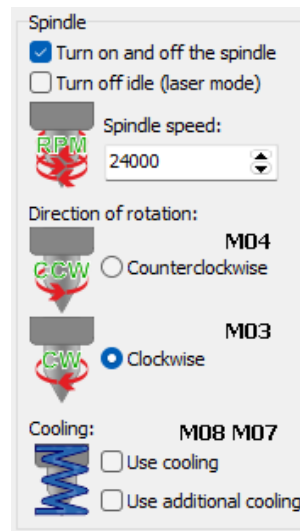 Spindle
Turn on and off the spindle
Turn off idle (laser mode)
RPM
Spindle speed:
24000
Direction of rotation:
M04
CCW
Counterclockwise
M03
CW
Clockwise
Cooling:
M08 M07
Use cooling
Use additional cooling